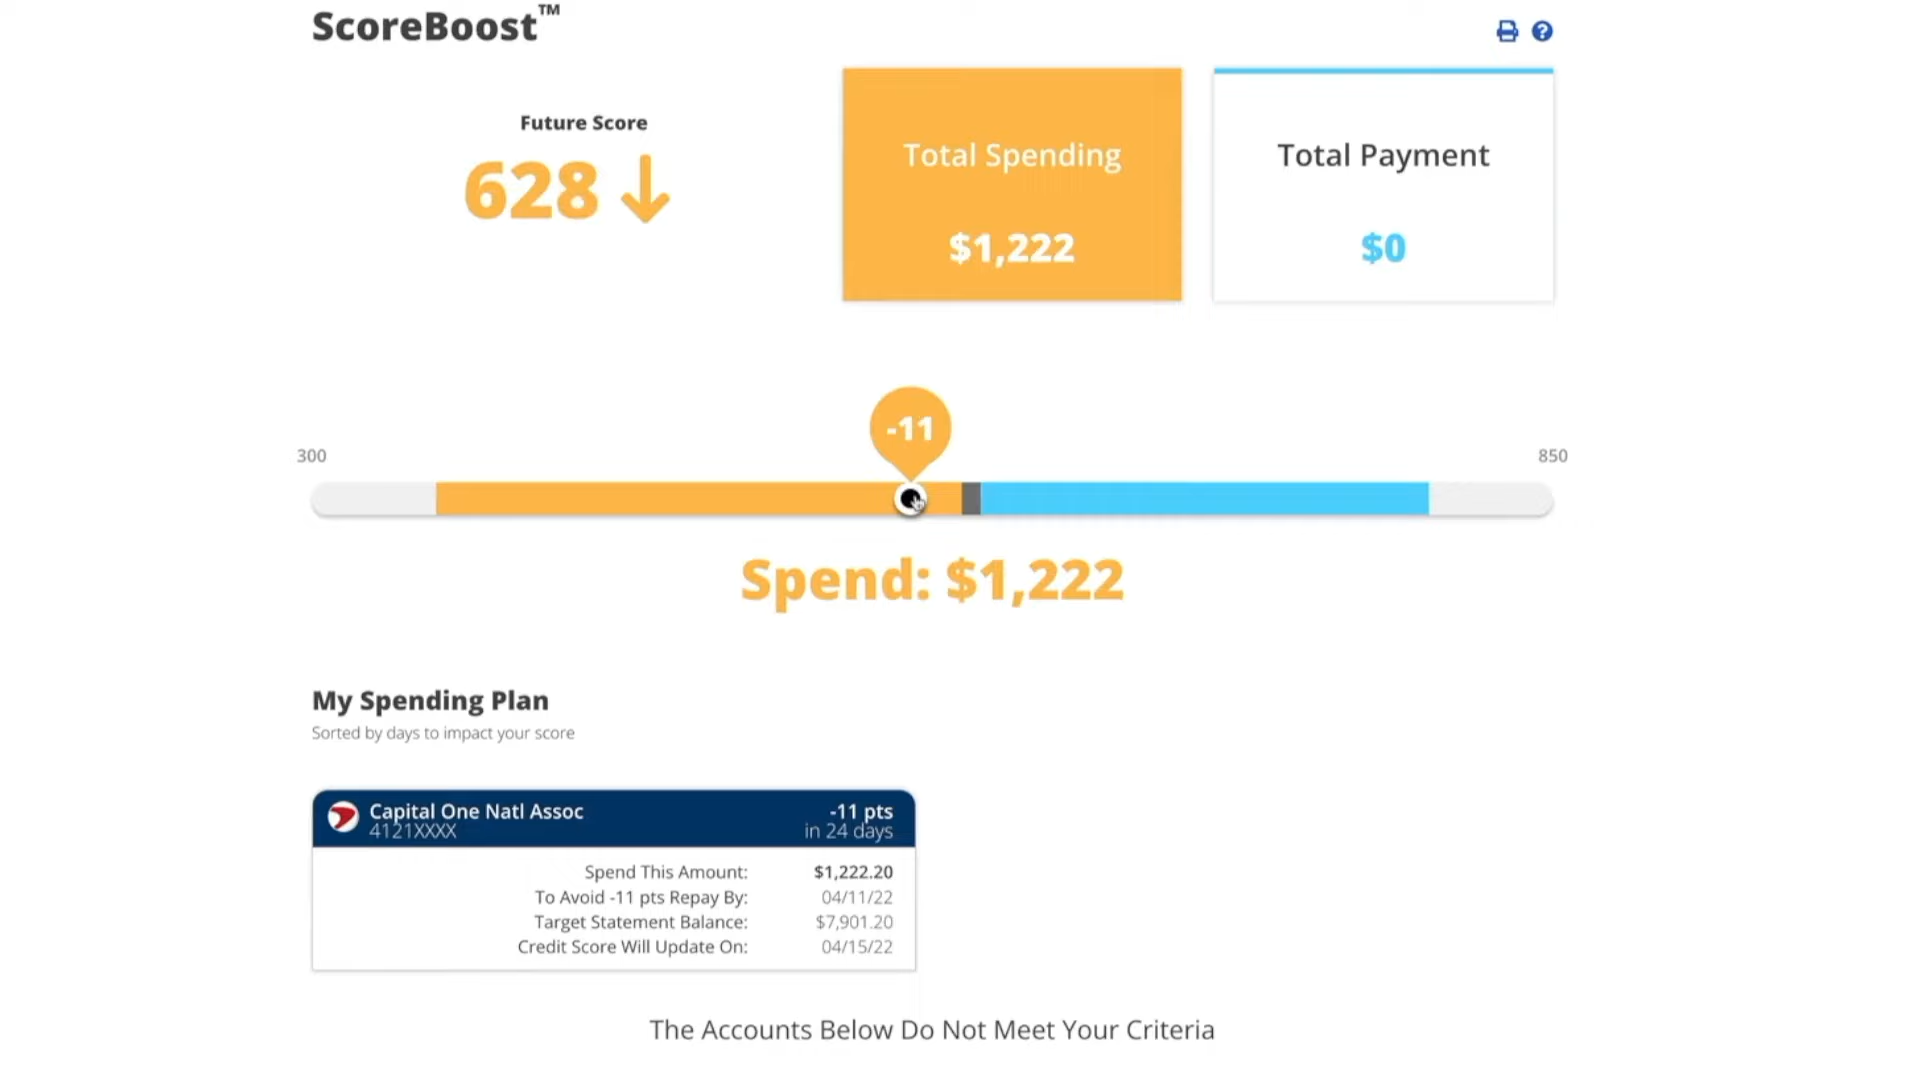 ScoreBoost™
Future Score
628
Total Spending
$1,222
Total Payment
$0
-11
300
850
Spend: $1,222
My Spending Plan
Sorted by days to impact your score
Capital One Natl Assoc
4121XXXX
-11 pts
in 24 days
Spend This Amount: $1,222.20
To Avoid -11 pts Repay By: 04/11/22
Target Statement Balance: $7,901.20
Credit Score Will Update On: 04/15/22
The Accounts Below Do Not Meet Your Criteria